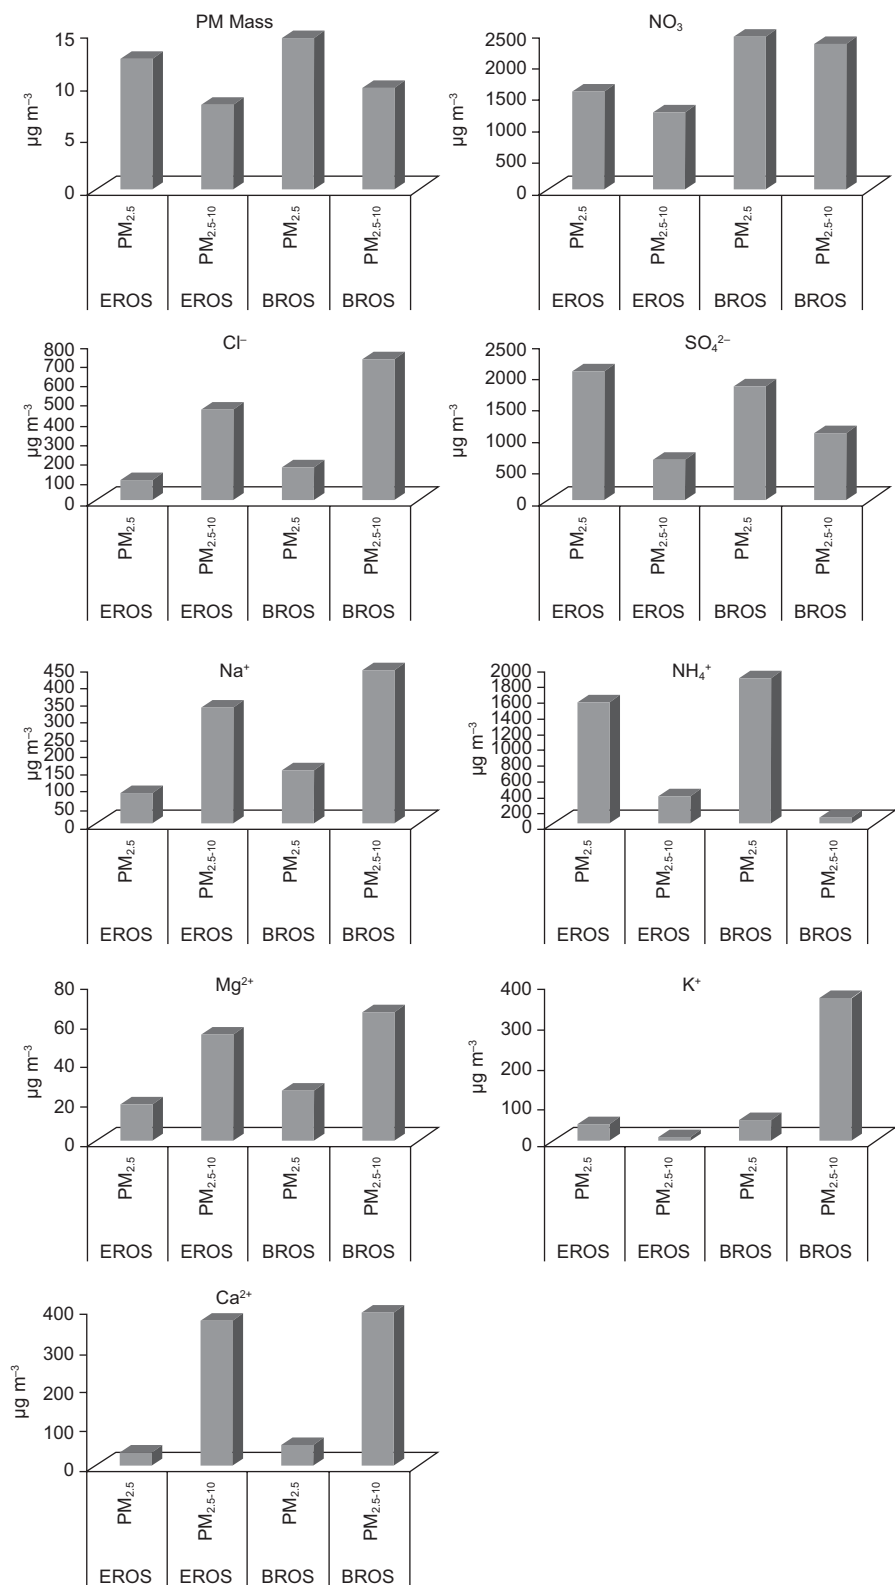 PM Mass
µg m⁻³
15
10
5
0
PM₂.₅
PM₂.₅₋₁₀
PM₂.₅
PM₂.₅₋₁₀
EROS EROS BROS BROS
NO₃
µg m⁻³
2500
2000
1500
1000
500
0
PM₂.₅
PM₂.₅₋₁₀
PM₂.₅
PM₂.₅₋₁₀
EROS EROS BROS BROS
Cl⁻
µg m⁻³
800
700
600
500
400
300
200
100
0
PM₂.₅
PM₂.₅₋₁₀
PM₂.₅
PM₂.₅₋₁₀
EROS EROS BROS BROS
SO₄²⁻
µg m⁻³
2500
2000
1500
1000
500
0
PM₂.₅
PM₂.₅₋₁₀
PM₂.₅
PM₂.₅₋₁₀
EROS EROS BROS BROS
Na⁺
µg m⁻³
450
400
350
300
250
200
150
100
50
0
PM₂.₅
PM₂.₅₋₁₀
PM₂.₅
PM₂.₅₋₁₀
EROS EROS BROS BROS
NH₄⁺
µg m⁻³
2000
1800
1600
1400
1200
1000
800
600
400
200
0
PM₂.₅
PM₂.₅₋₁₀
PM₂.₅
PM₂.₅₋₁₀
EROS EROS BROS BROS
Mg²⁺
µg m⁻³
80
60
40
20
0
PM₂.₅
PM₂.₅₋₁₀
PM₂.₅
PM₂.₅₋₁₀
EROS EROS BROS BROS
K⁺
µg m⁻³
400
300
200
100
0
PM₂.₅
PM₂.₅₋₁₀
PM₂.₅
PM₂.₅₋₁₀
EROS EROS BROS BROS
Ca²⁺
µg m⁻³
400
300
200
100
0
PM₂.₅
PM₂.₅₋₁₀
PM₂.₅
PM₂.₅₋₁₀
EROS EROS BROS BROS